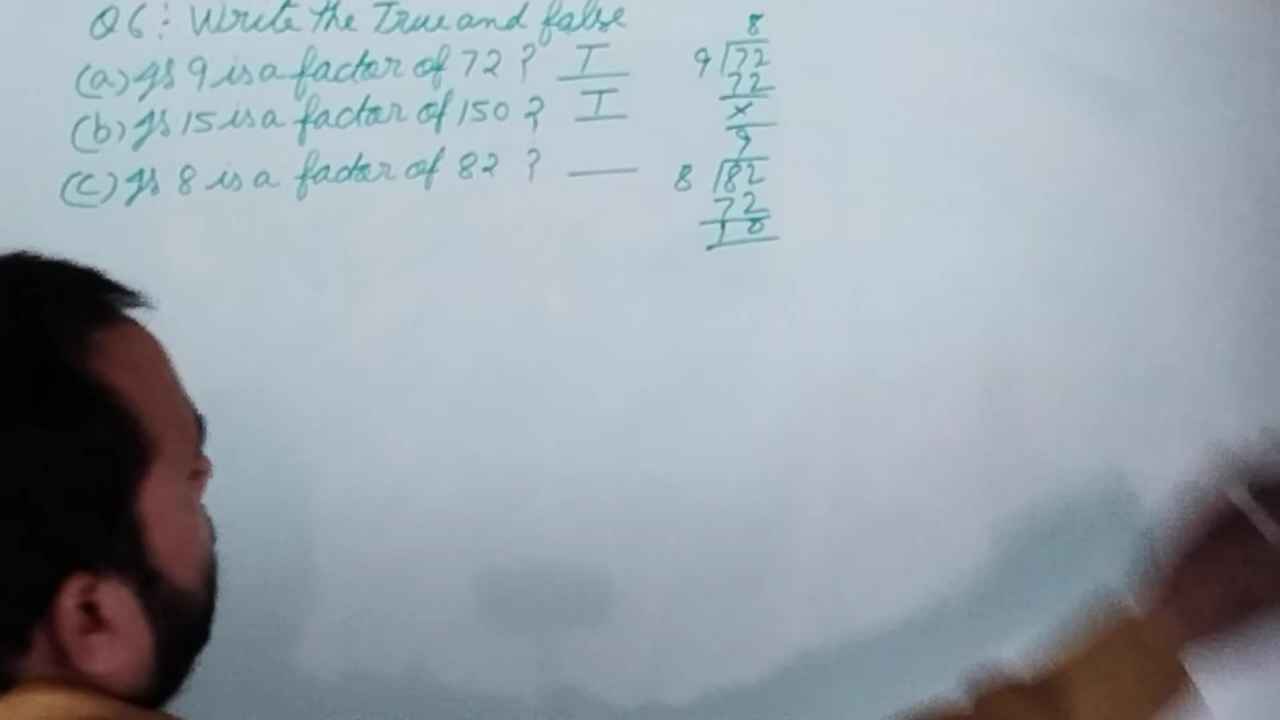 Q6: Write the True and false
(a) Is 9 is a factor of 72? T
(b) Is 15 is a factor of 150? T
(c) Is 8 is a factor of 82?
8
9 72
72
x
9
8 82
72
10